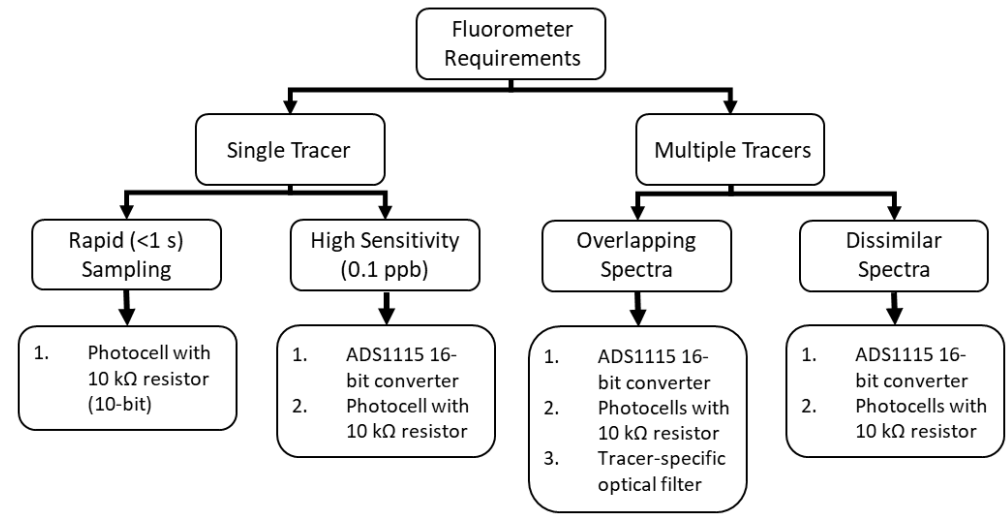 Fluorometer
Requirements
Single Tracer
Multiple Tracers
Rapid (<1 s)
Sampling
High Sensitivity
(0.1 ppb)
Overlapping
Spectra
Dissimilar
Spectra
1. Photocell with
10 kΩ resistor
(10-bit)
1. ADS1115 16-
bit converter
2. Photocell with
10 kΩ resistor
1. ADS1115 16-
bit converter
2. Photocells with
10 kΩ resistor
3. Tracer-specific
optical filter
1. ADS1115 16-
bit converter
2. Photocells with
10 kΩ resistor